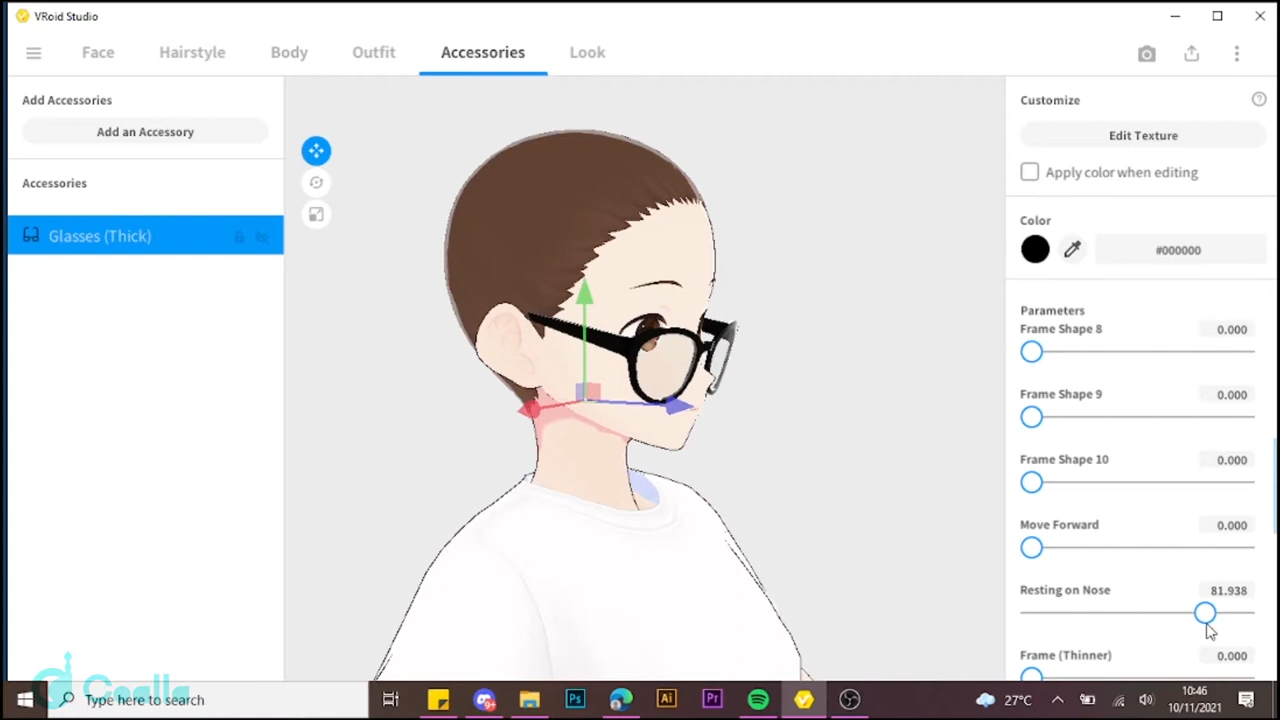 VRoid Studio
Face Hairstyle Body Outfit Accessories Look
Add Accessories
Add an Accessory
Accessories
Glasses (Thick)
Customize
Edit Texture
Apply color when editing
Color
#000000
Parameters
Frame Shape 8 0.000
Frame Shape 9 0.000
Frame Shape 10 0.000
Move Forward 0.000
Resting on Nose 81.938
Frame (Thinner) 0.000
Type here to search
Ps
Ai
Pr
27°C
10:46
10/11/2021